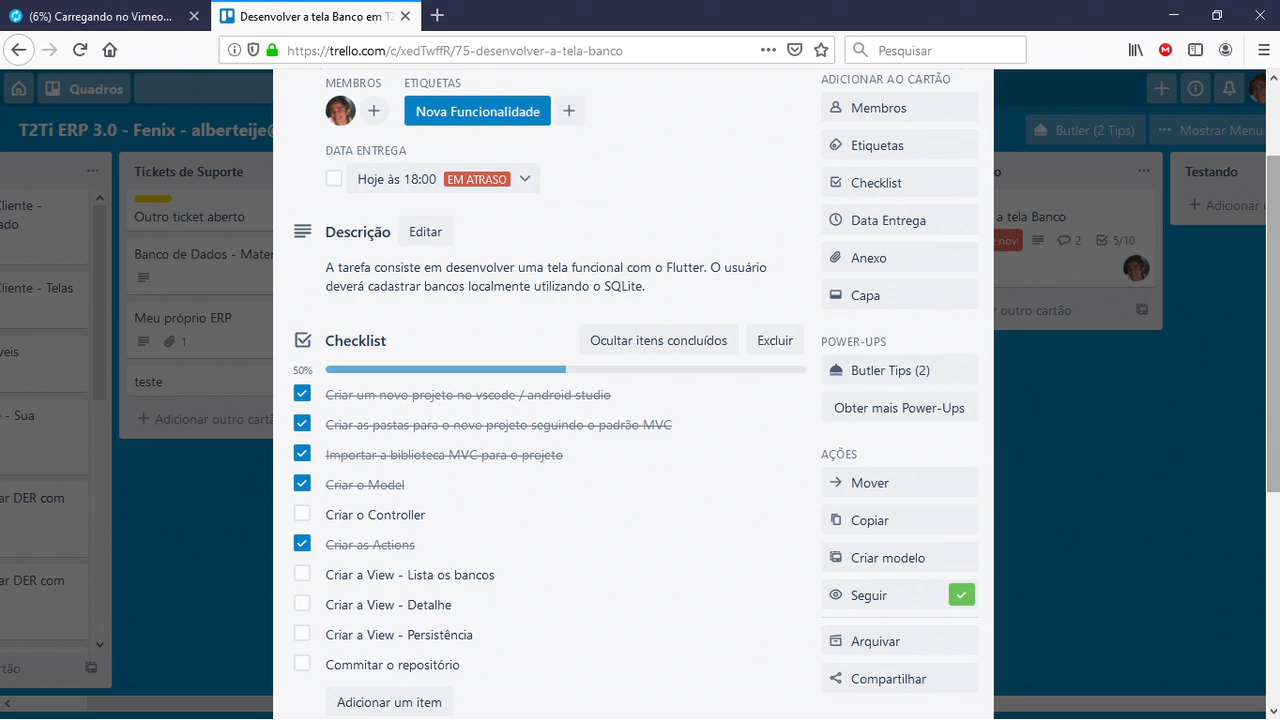 (6%) Carregando no Vimeo...
Desenvolver a tela Banco em T2
https://trello.com/c/xedTwffR/75-desenvolver-a-tela-banco
Pesquisar
Quadros
T2Ti ERP 3.0 - Fenix - alberteije@
Butler (2 Tips)
Mostrar Menu
Cliente -
ado
Cliente - Telas
veis
a - Sua
ar DER com
ar DER com
rtão
Tickets de Suporte
Outro ticket aberto
Banco de Dados - Mater
Meu próprio ERP
1
teste
Adicionar outro cartã
MEMBROS
ETIQUETAS
Nova Funcionalidade
DATA ENTREGA
Hoje às 18:00 EM ATRASO
Descrição
Editar
A tarefa consiste em desenvolver uma tela funcional com o Flutter. O usuário
deverá cadastrar bancos localmente utilizando o SQLite.
Checklist
Ocultar itens concluídos
Excluir
50%
Criar um novo projeto no vscode / android studio
Criar as pastas para o novo projeto seguindo o padrão MVC
Importar a biblioteca MVC para o projeto
Criar o Model
Criar o Controller
Criar as Actions
Criar a View - Lista os bancos
Criar a View - Detalhe
Criar a View - Persistência
Commitar o repositório
Adicionar um item
ADICIONAR AO CARTÃO
Membros
Etiquetas
Checklist
Data Entrega
Anexo
Capa
POWER-UPS
Butler Tips (2)
Obter mais Power-Ups
AÇÕES
Mover
Copiar
Criar modelo
Seguir
Arquivar
Compartilhar
o
a tela Banco
e nov
2
5/10
outro cartão
Testando
Adicionar u